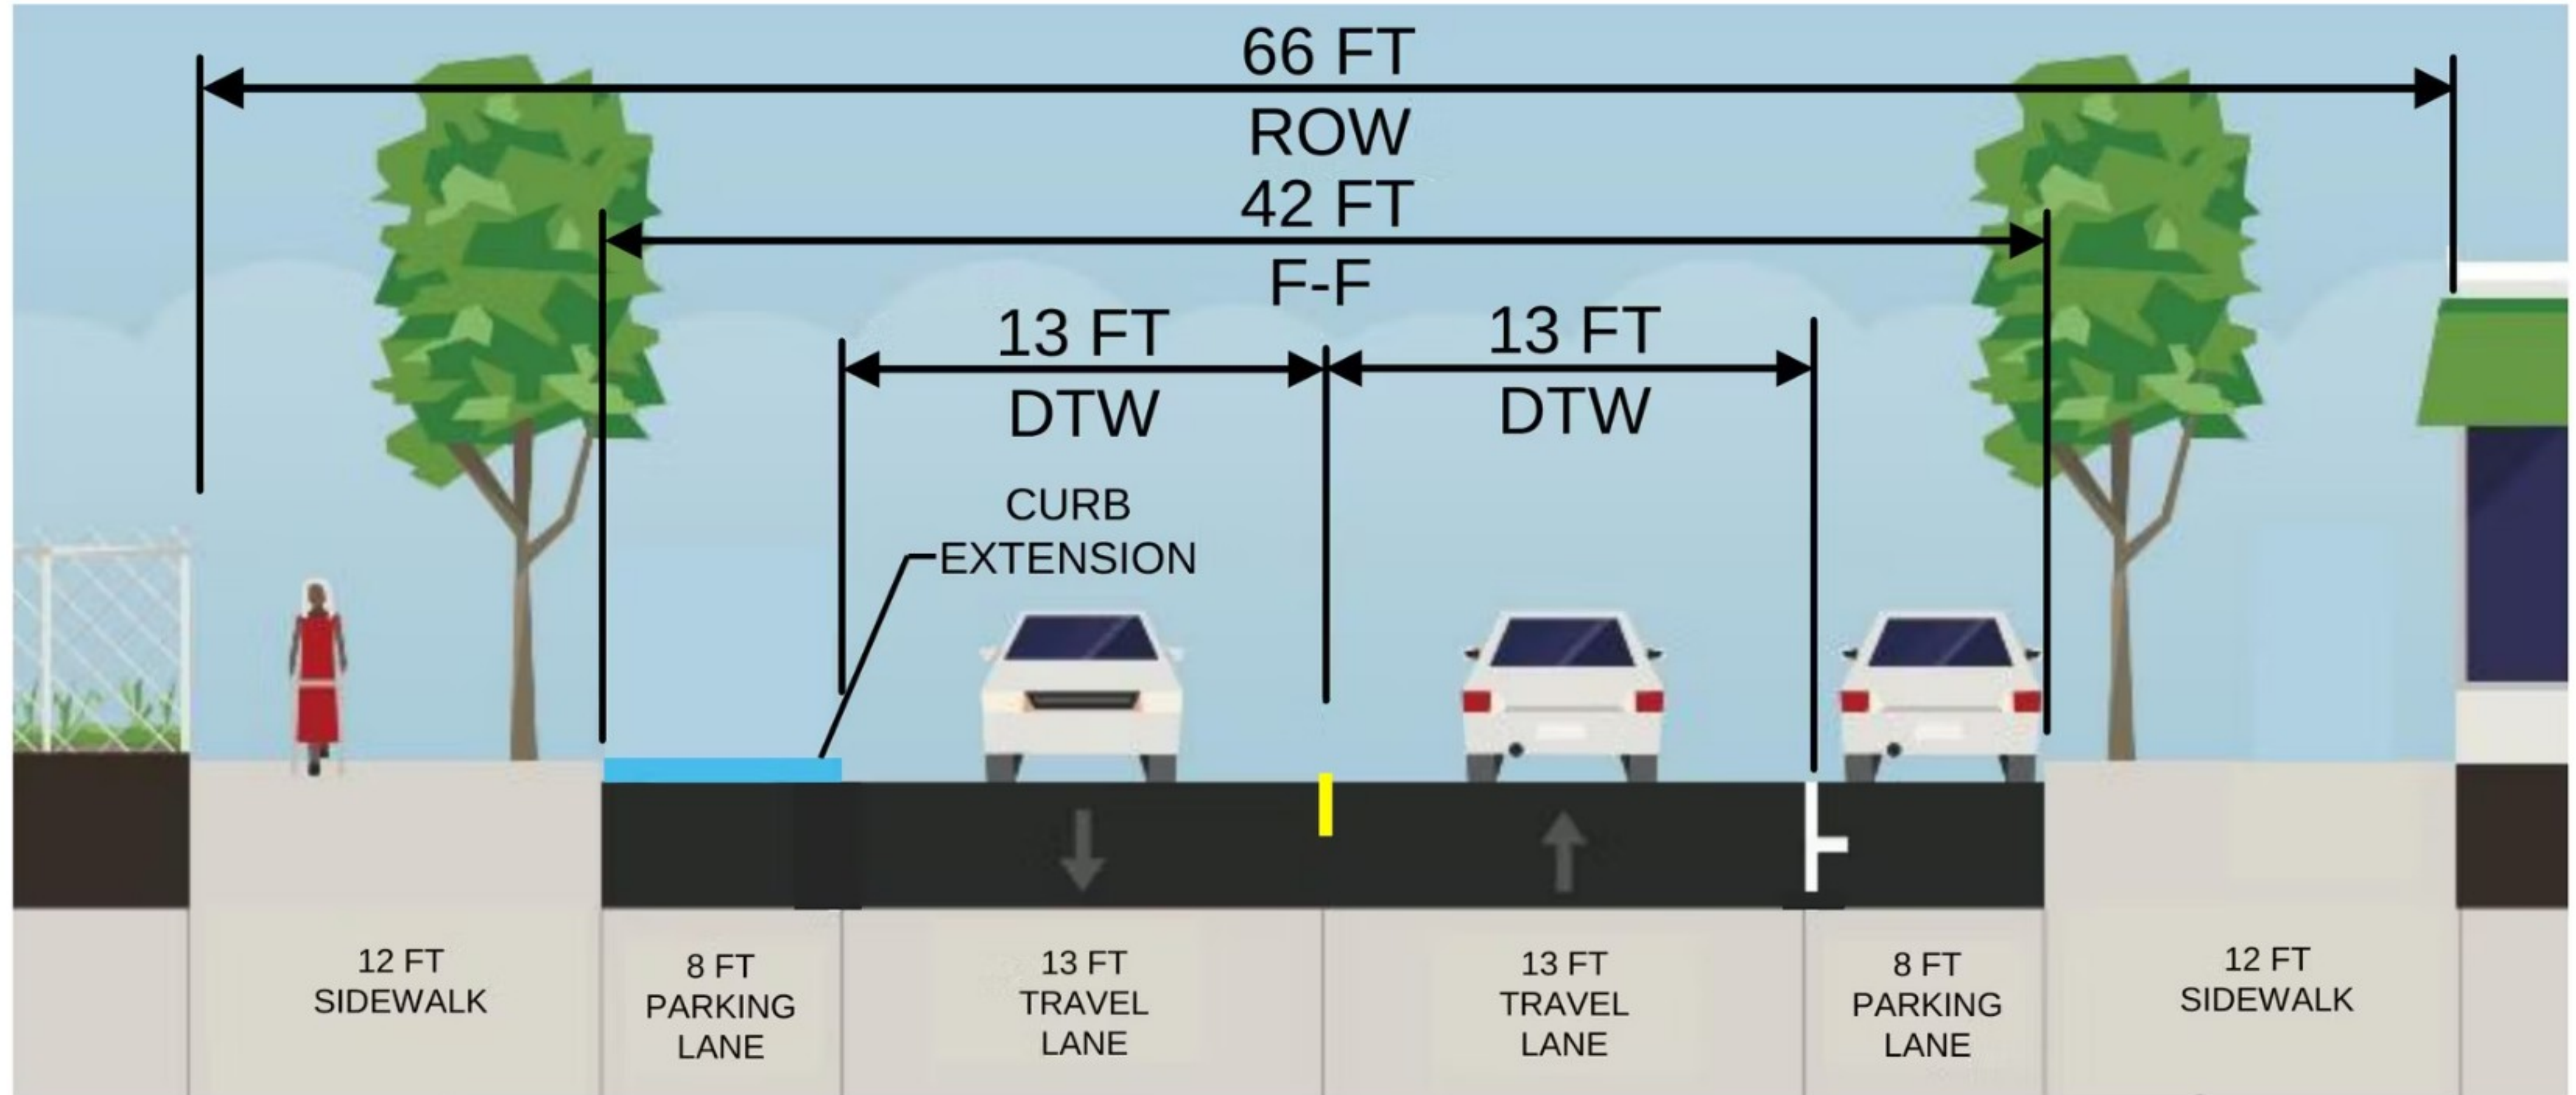 66 FT
ROW
42 FT
F-F
13 FT
DTW
13 FT
DTW
CURB
EXTENSION
12 FT
SIDEWALK
8 FT
PARKING
LANE
13 FT
TRAVEL
LANE
13 FT
TRAVEL
LANE
8 FT
PARKING
LANE
12 FT
SIDEWALK